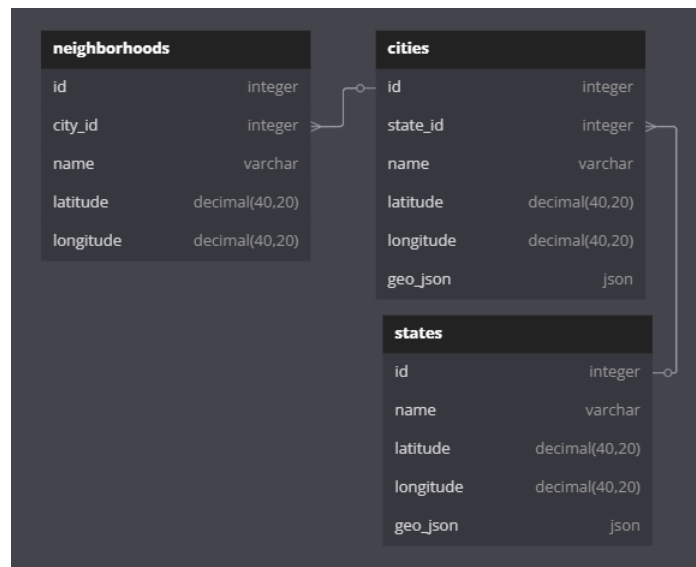 neighborhoods
id integer
city_id integer
name varchar
latitude decimal(40,20)
longitude decimal(40,20)
cities
id integer
state_id integer
name varchar
latitude decimal(40,20)
longitude decimal(40,20)
geo_json json
states
id integer
name varchar
latitude decimal(40,20)
longitude decimal(40,20)
geo_json json